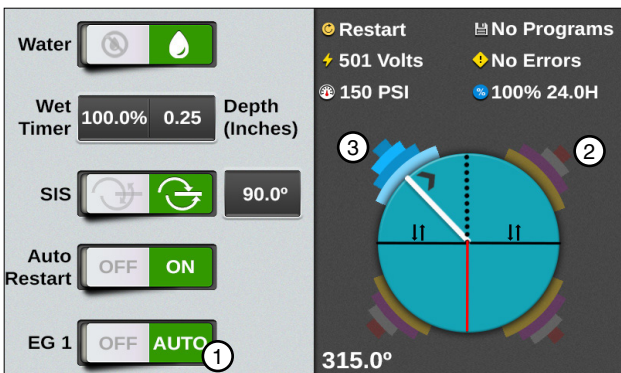 Water
Wet
Timer
100.0%
0.25
Depth
(Inches)
SIS
90.0º
Auto
Restart
OFF
ON
EG 1
OFF
AUTO
1
Restart
No Programs
501 Volts
No Errors
150 PSI
% 100% 24.0H
3
2
315.0º